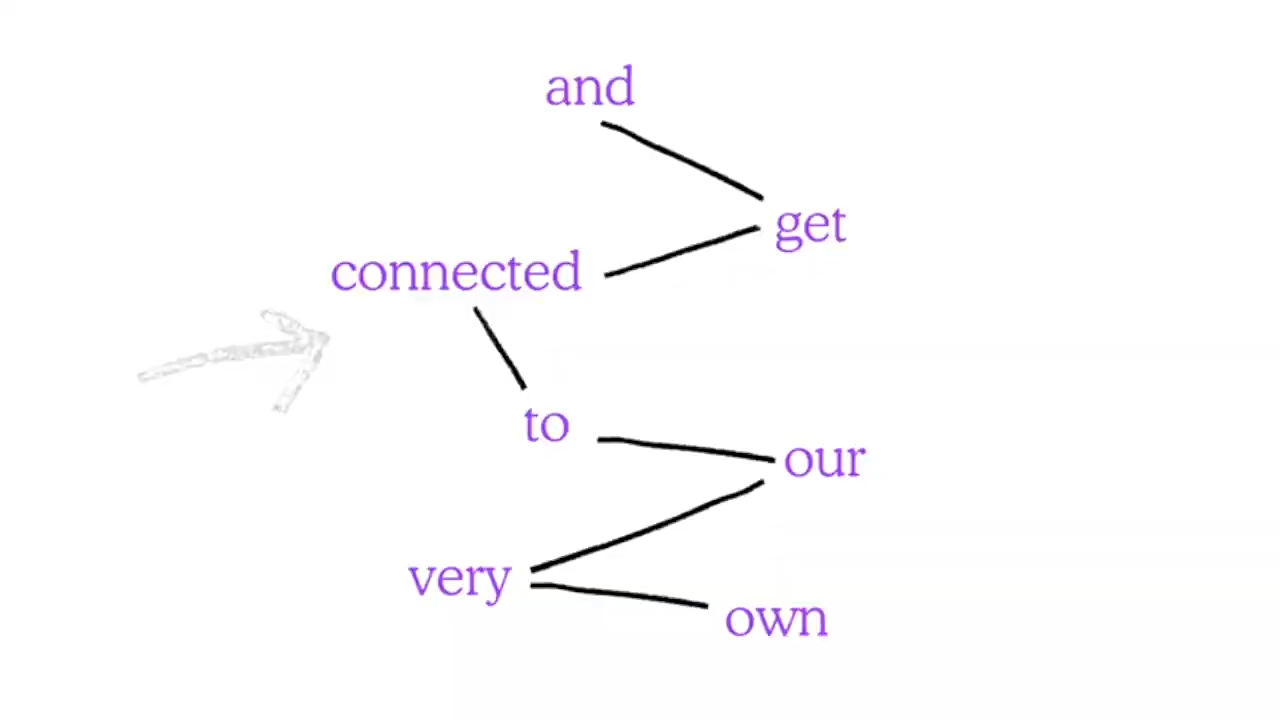 and
get
connected
to
our
very
own